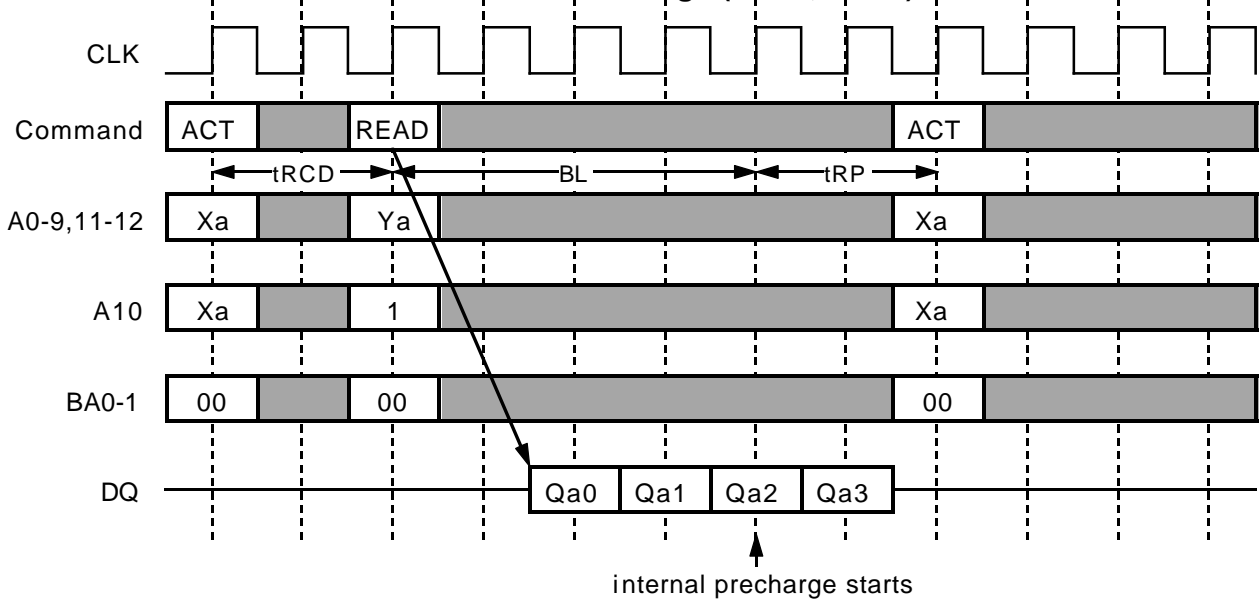 CLK
Command ACT READ ACT
tRCD BL tRP
A0-9,11-12 Xa Ya Xa
A10 Xa 1 Xa
BA0-1 00 00 00
DQ Qa0 Qa1 Qa2 Qa3
internal precharge starts